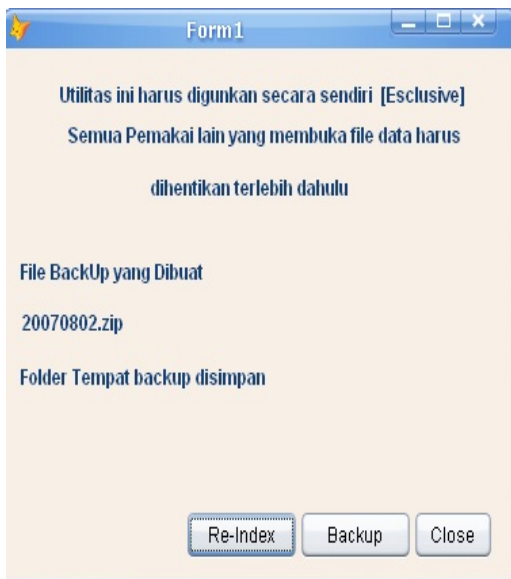 Form1
Utilitas ini harus digunkan secara sendiri [Esclusive]
Semua Pemakai lain yang membuka file data harus
dihentikan terlebih dahulu
File BackUp yang Dibuat
20070802.zip
Folder Tempat backup disimpan
Re-Index Backup Close